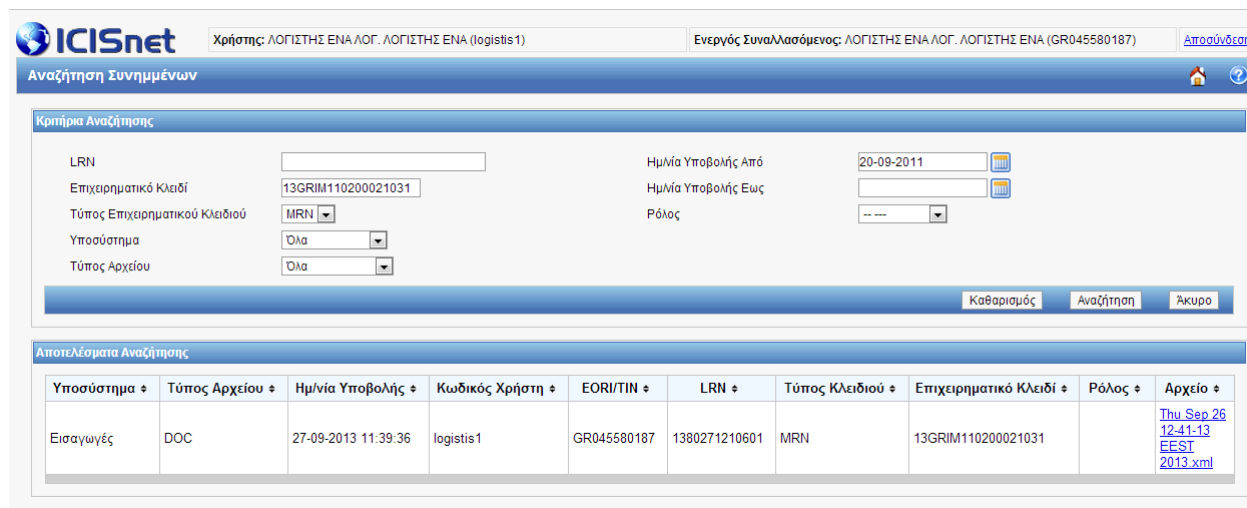 ICISnet Χρήστης: ΛΟΓΙΣΤΗΣ ΕΝΑ ΛΟΓ. ΛΟΓΙΣΤΗΣ ΕΝΑ (logistis1) Ενεργός Συναλλασόμενος: ΛΟΓΙΣΤΗΣ ΕΝΑ ΛΟΓ. ΛΟΓΙΣΤΗΣ ΕΝΑ (GR045580187) Αποσύνδεση
Αναζήτηση Συνημμένων
Κριτήρια Αναζήτησης
LRN Ημ/νία Υποβολής Από 20-09-2011
Επιχειρηματικό Κλειδί 13GRIM110200021031 Ημ/νία Υποβολής Εως
Τύπος Επιχειρηματικού Κλειδιού MRN Ρόλος -- ---
Υποσύστημα Όλα
Τύπος Αρχείου Όλα
Καθαρισμός Αναζήτηση Άκυρο
Αποτελέσματα Αναζήτησης
Υποσύστημα Τύπος Αρχείου Ημ/νία Υποβολής Κωδικός Χρήστη EORI/TIN LRN Τύπος Κλειδιού Επιχειρηματικό Κλειδί Ρόλος Αρχείο
Εισαγωγές DOC 27-09-2013 11:39:36 logistis1 GR045580187 1380271210601 MRN 13GRIM110200021031 Thu Sep 26
12-41-13
EEST
2013.xml